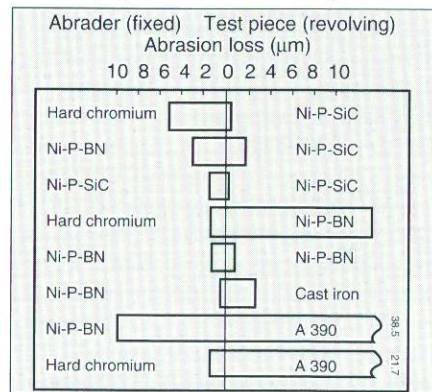 Abrader (fixed) Test piece (revolving)
Abrasion loss (μm)
10 8 6 4 2 0 2 4 6 8 10
Hard chromium Ni-P-SiC
Ni-P-BN Ni-P-SiC
Ni-P-SiC Ni-P-SiC
Hard chromium Ni-P-BN
Ni-P-BN Ni-P-BN
Ni-P-BN Cast iron
Ni-P-BN A 390 38.5
Hard chromium A 390 21.7